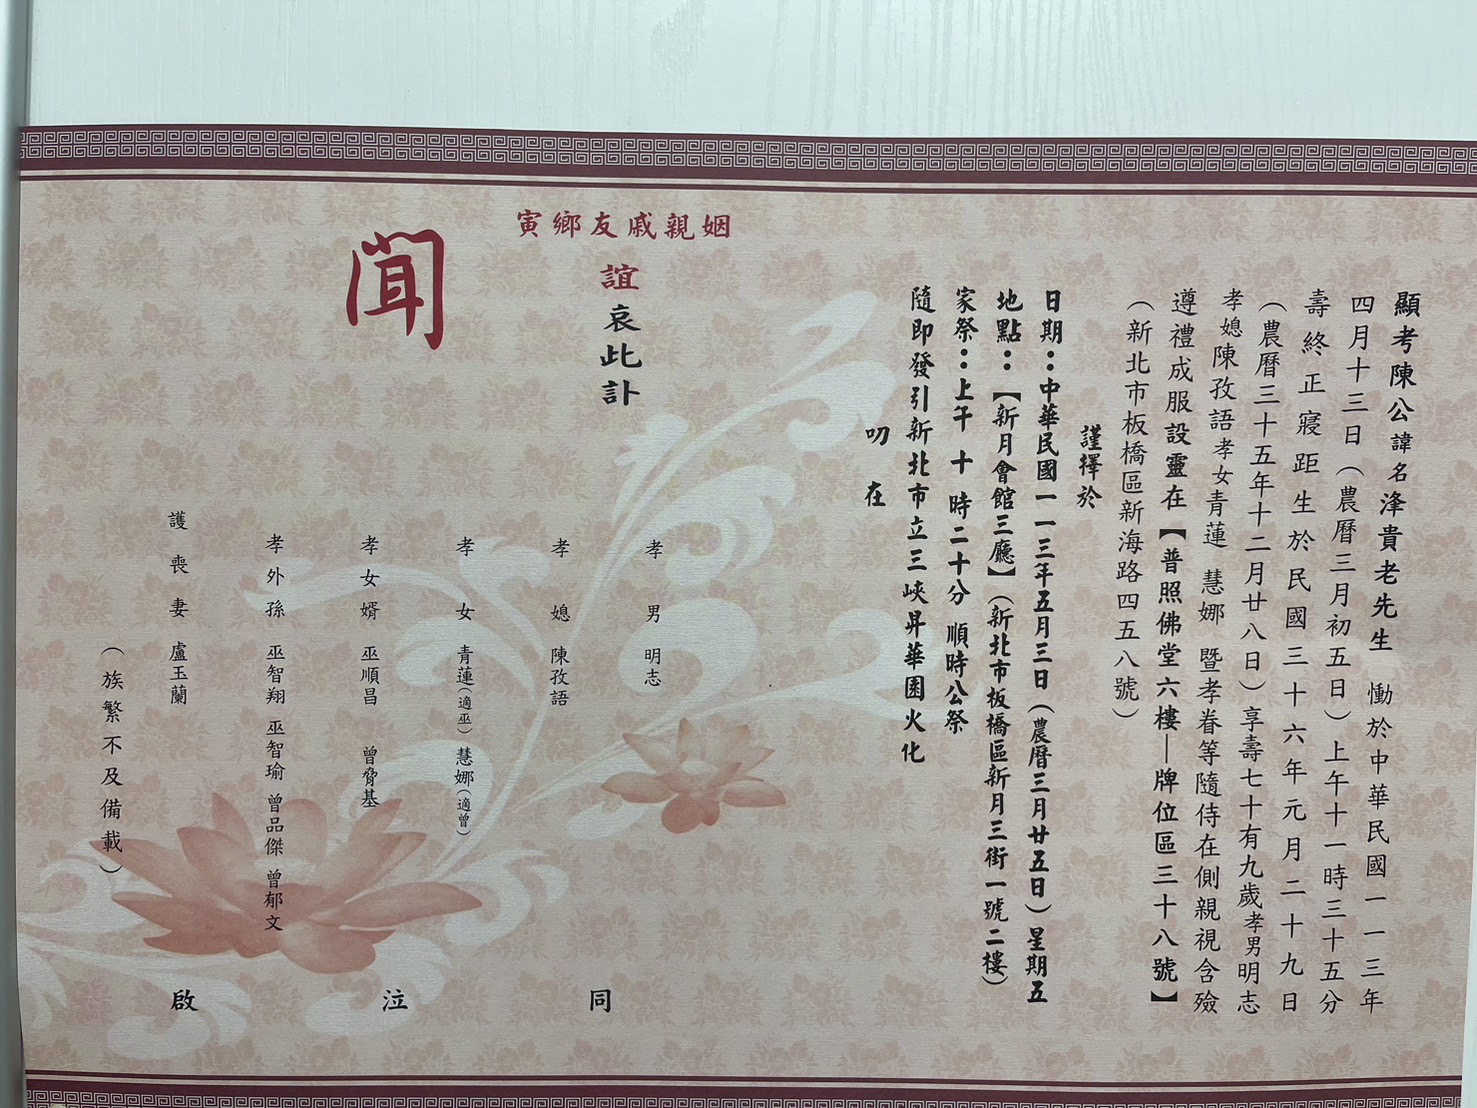 顯考陳公諱名浲貴老先生 慟於中華民國一一三年
四月十三日（農曆三月初五日）上午十一時三十五分
壽終正寢距生於民國三十六年元月二十九日
（農曆三十五年十二月廿八日）享壽七十有九歲孝男明志
孝媳陳孜語孝女青蓮 慧娜 暨孝眷等隨侍在側親視含殮
遵禮成服設靈在【普照佛堂六樓—牌位區三十八號】
（新北市板橋區新海路四五八號）
謹擇於
日期：中華民國一一三年五月三日（農曆三月廿五日）星期五
地點：【新月會館三廳】（新北市板橋區新月三街一號二樓）
家祭：上午 十 時二十分 順時公祭
隨即發引新北市立三峽昇華園火化
叨 在
姻親戚友鄉寅
誼哀此訃
聞
孝 男 明志
孝 媳 陳孜語
孝 女 青蓮（適巫） 慧娜（適曾）
孝女婿 巫順昌 曾脅基
孝外孫 巫智翔 巫智瑜 曾品傑 曾郁文
護喪妻 盧玉蘭
（族繁不及備載）
同 泣 啟